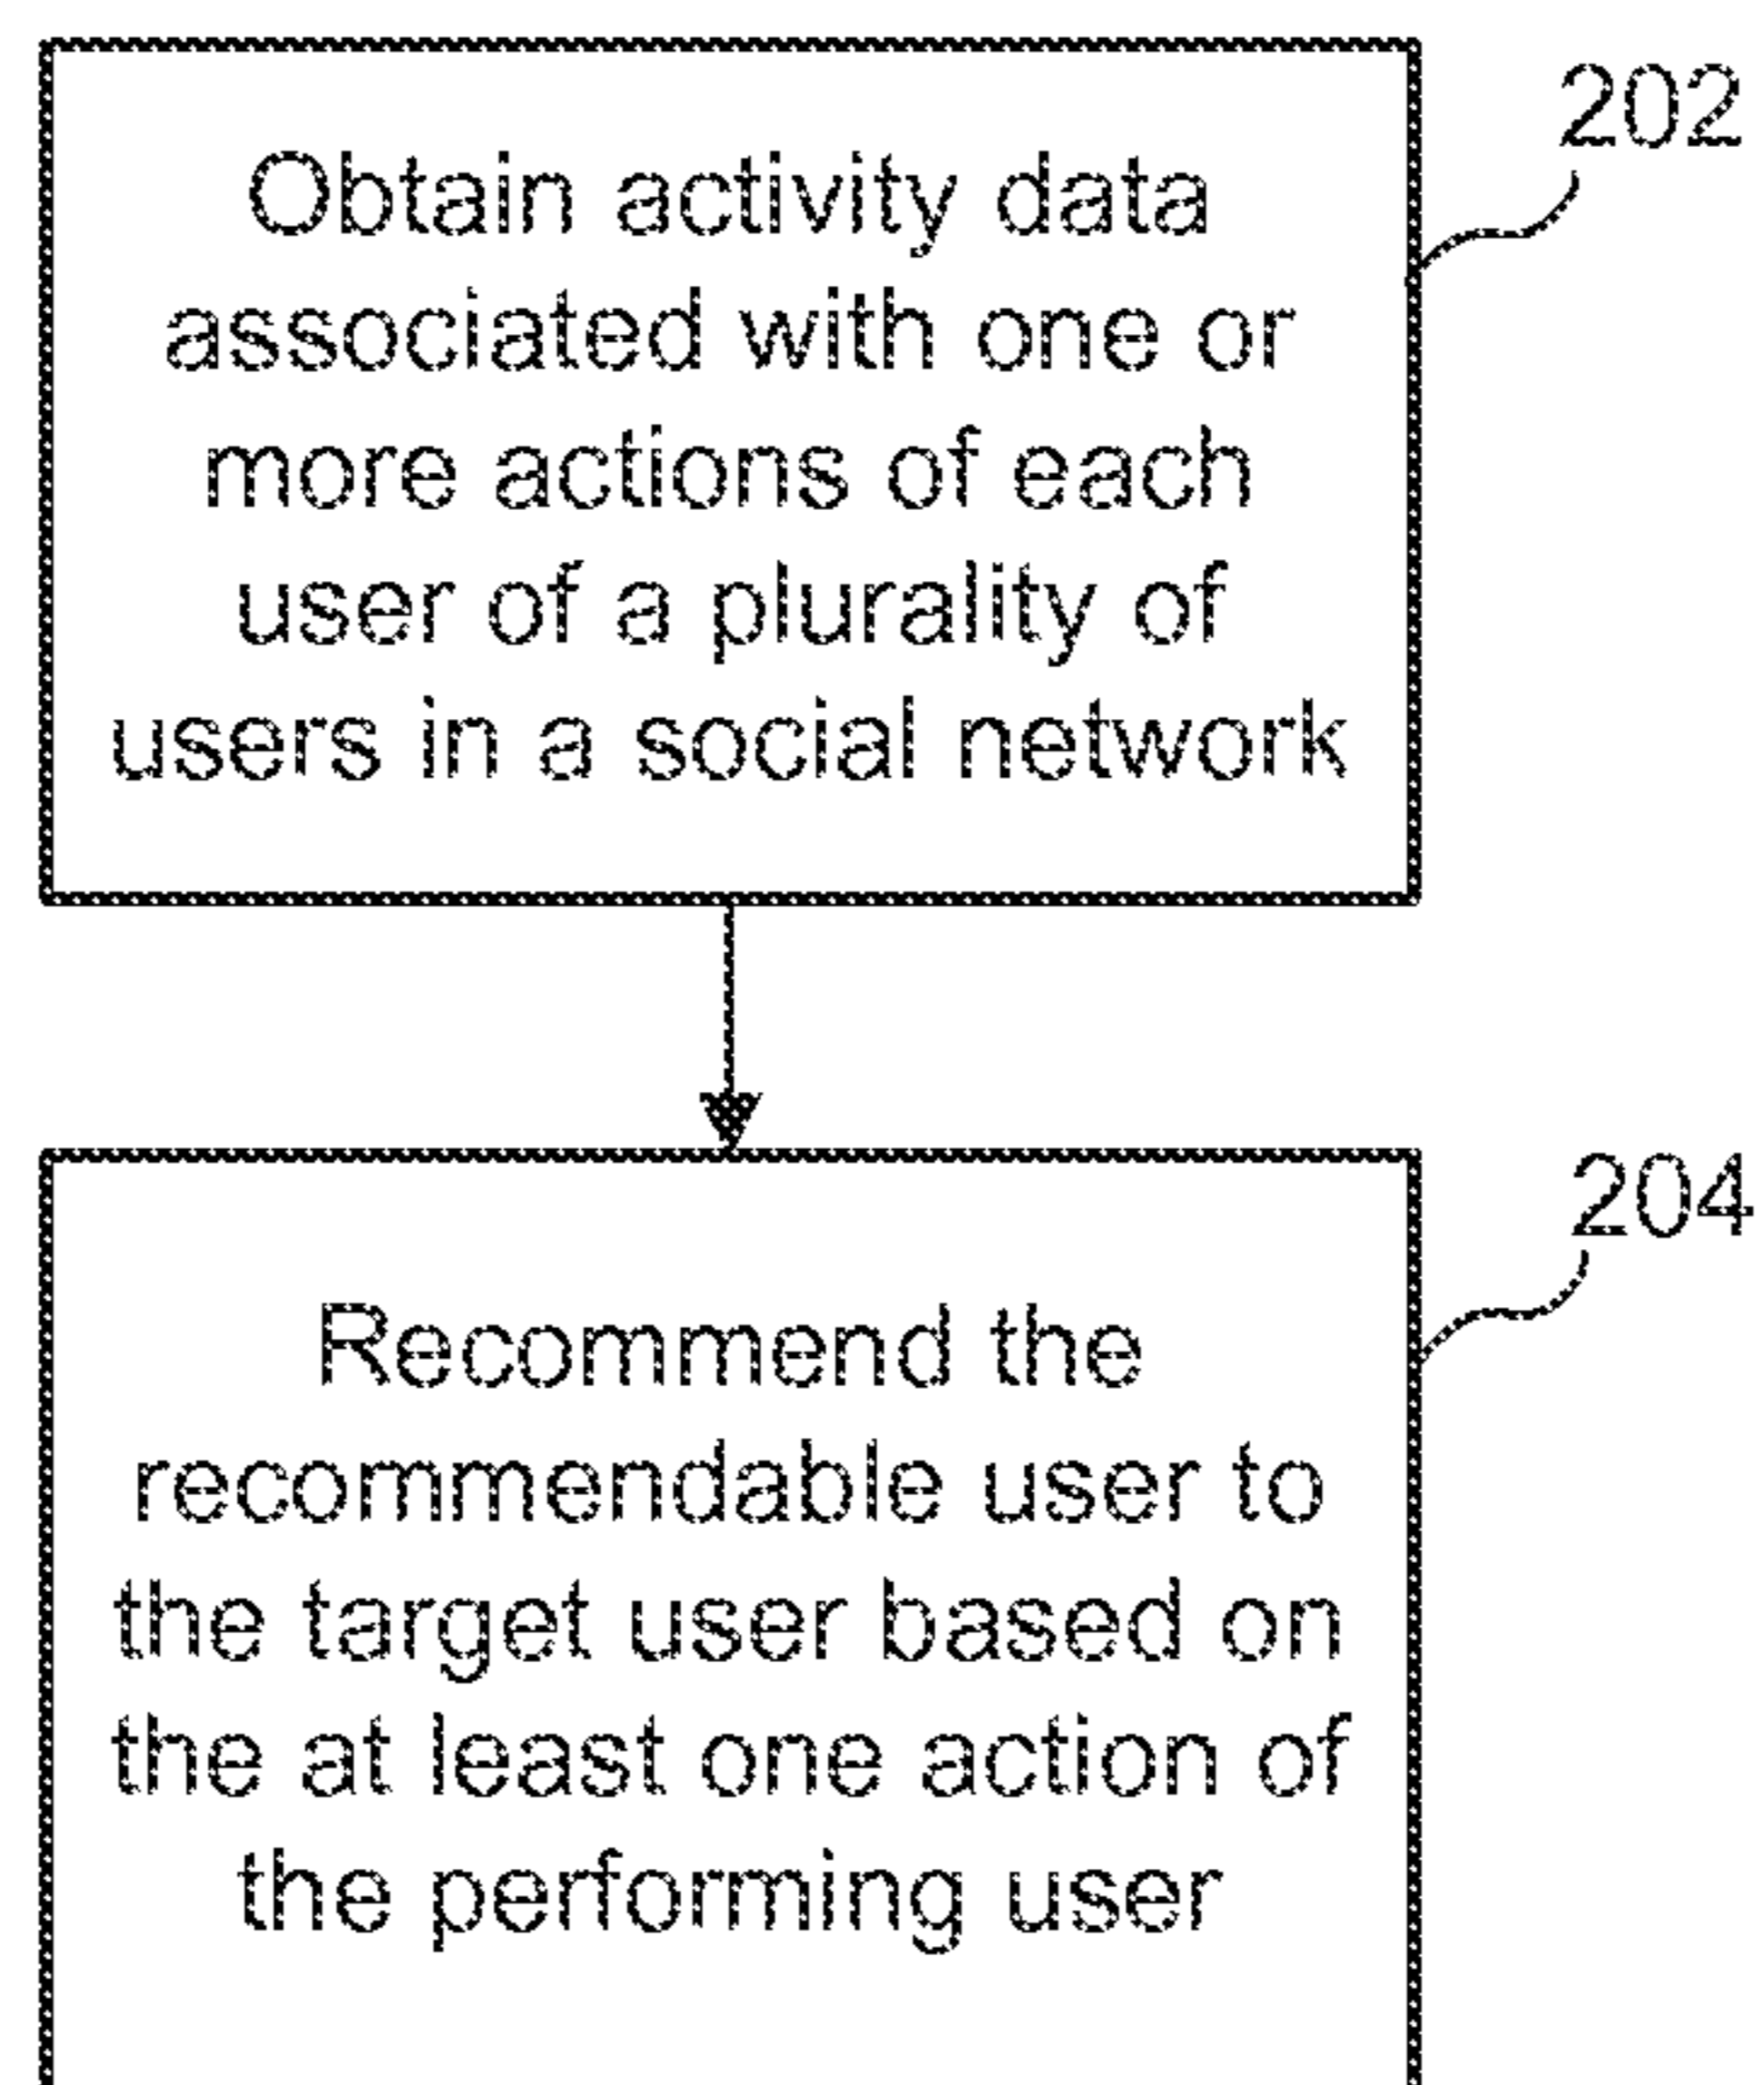 202
Obtain activity data
associated with one or
more actions of each
user of a plurality of
users in a social network
204
Recommend the
recommendable user to
the target user based on
the at least one action of
the performing user